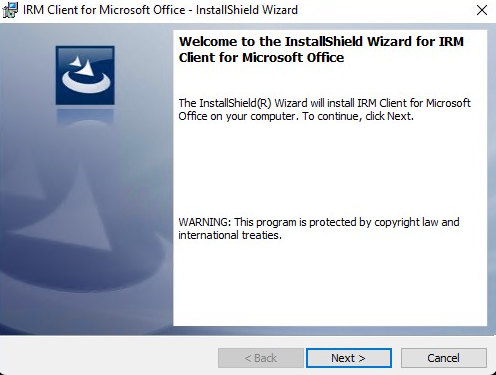 IRM Client for Microsoft Office - InstallShield Wizard
Welcome to the InstallShield Wizard for IRM
Client for Microsoft Office
The InstallShield(R) Wizard will install IRM Client for Microsoft
Office on your computer. To continue, click Next.
WARNING: This program is protected by copyright law and
international treaties.
< Back
Next >
Cancel